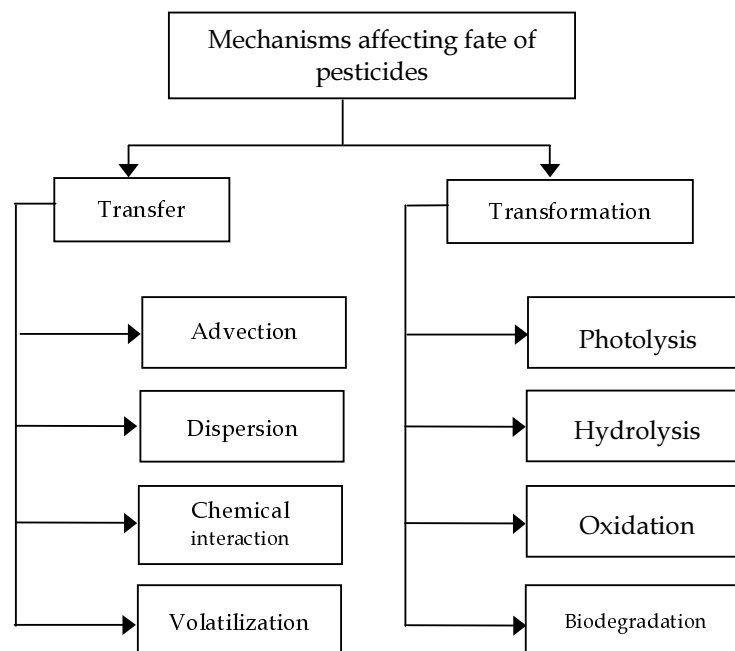 Mechanisms affecting fate of
pesticides
Transfer
Transformation
Advection
Photolysis
Dispersion
Hydrolysis
Chemical
interaction
Oxidation
Volatilization
Biodegradation